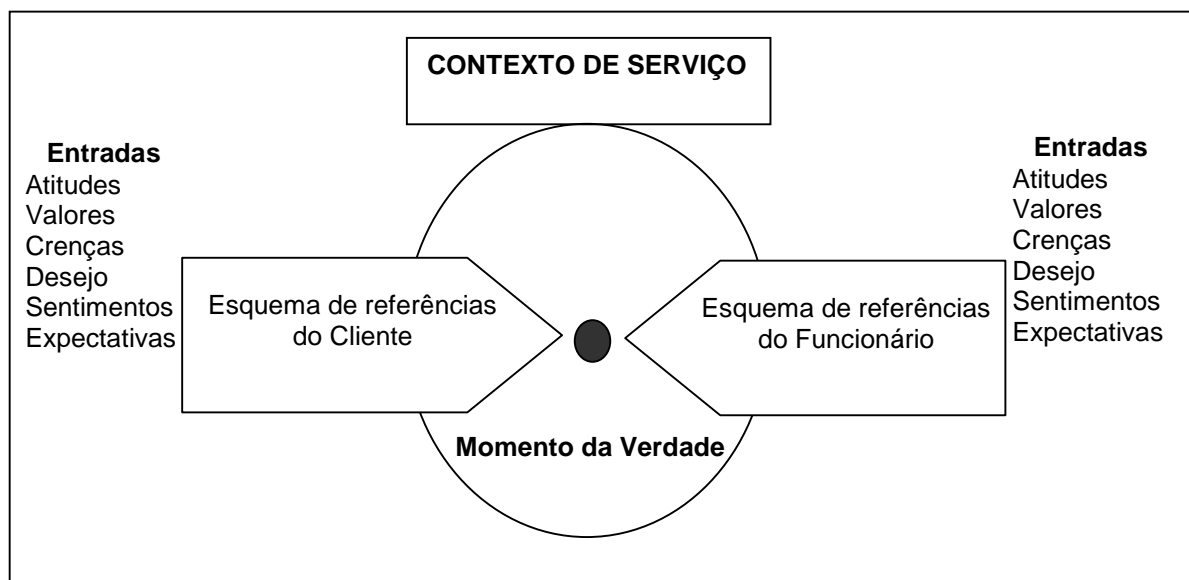 CONTEXTO DE SERVIÇO
Entradas
Atitudes
Valores
Crenças
Desejo
Sentimentos
Expectativas
Esquema de referências
do Cliente
Esquema de referências
do Funcionário
Entradas
Atitudes
Valores
Crenças
Desejo
Sentimentos
Expectativas
Momento da Verdade